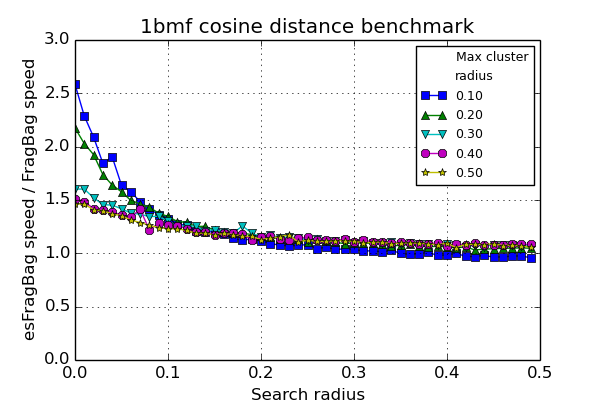 1bmf cosine distance benchmark
esFragBag speed / FragBag speed
3.0
2.5
2.0
1.5
1.0
0.5
0.0
Max cluster
radius
0.10
0.20
0.30
0.40
0.50
0.0 0.1 0.2 0.3 0.4 0.5
Search radius